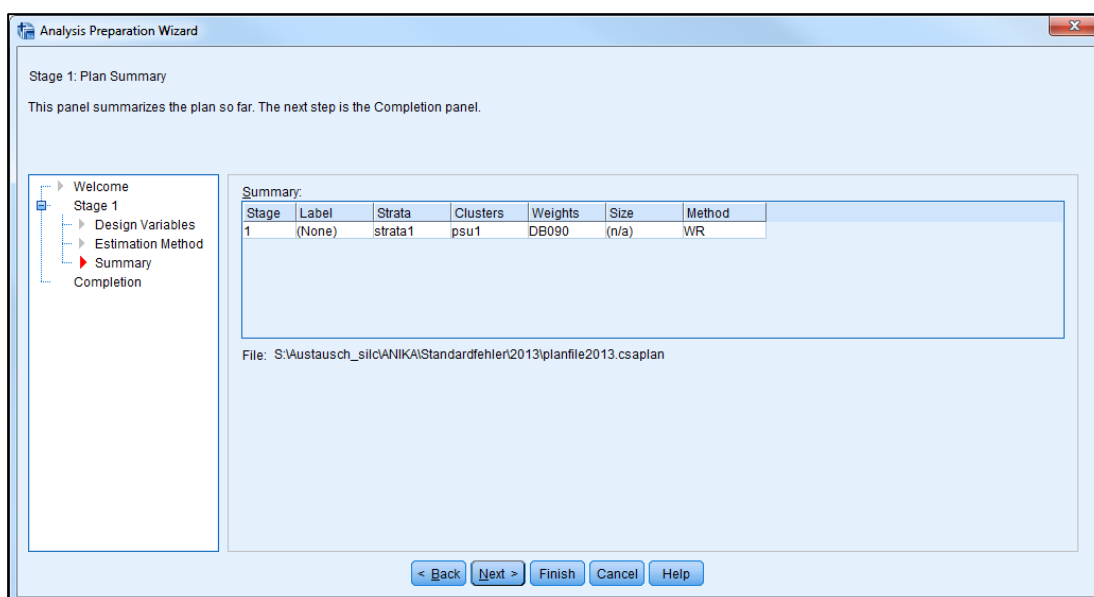 Analysis Preparation Wizard
Stage 1: Plan Summary
This panel summarizes the plan so far. The next step is the Completion panel.
Welcome
Stage 1
Design Variables
Estimation Method
Summary
Completion
Summary:
Stage Label Strata Clusters Weights Size Method
1 (None) strata1 psu1 DB090 (n/a) WR
File: S:\Austausch_silc\ANIKA\Standardfehler\2013\planfile2013.csaplan
< Back Next > Finish Cancel Help